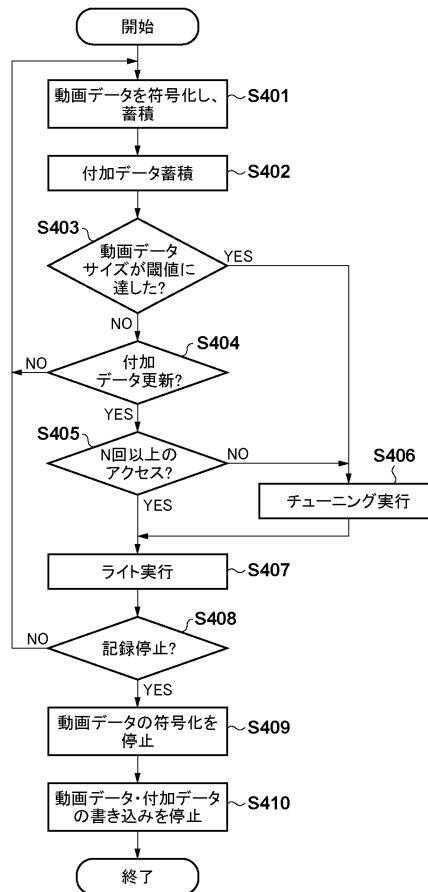 開始
動画データを符号化し、
蓄積
S401
付加データ蓄積
S402
S403
動画データ
サイズが閾値に
達した?
YES
NO
S404
付加
データ更新?
NO
YES
S405
N回以上の
アクセス?
NO
YES
S406
チューニング実行
ライト実行
S407
S408
記録停止?
NO
YES
動画データの符号化を
停止
S409
動画データ・付加データ
の書き込みを停止
S410
終了